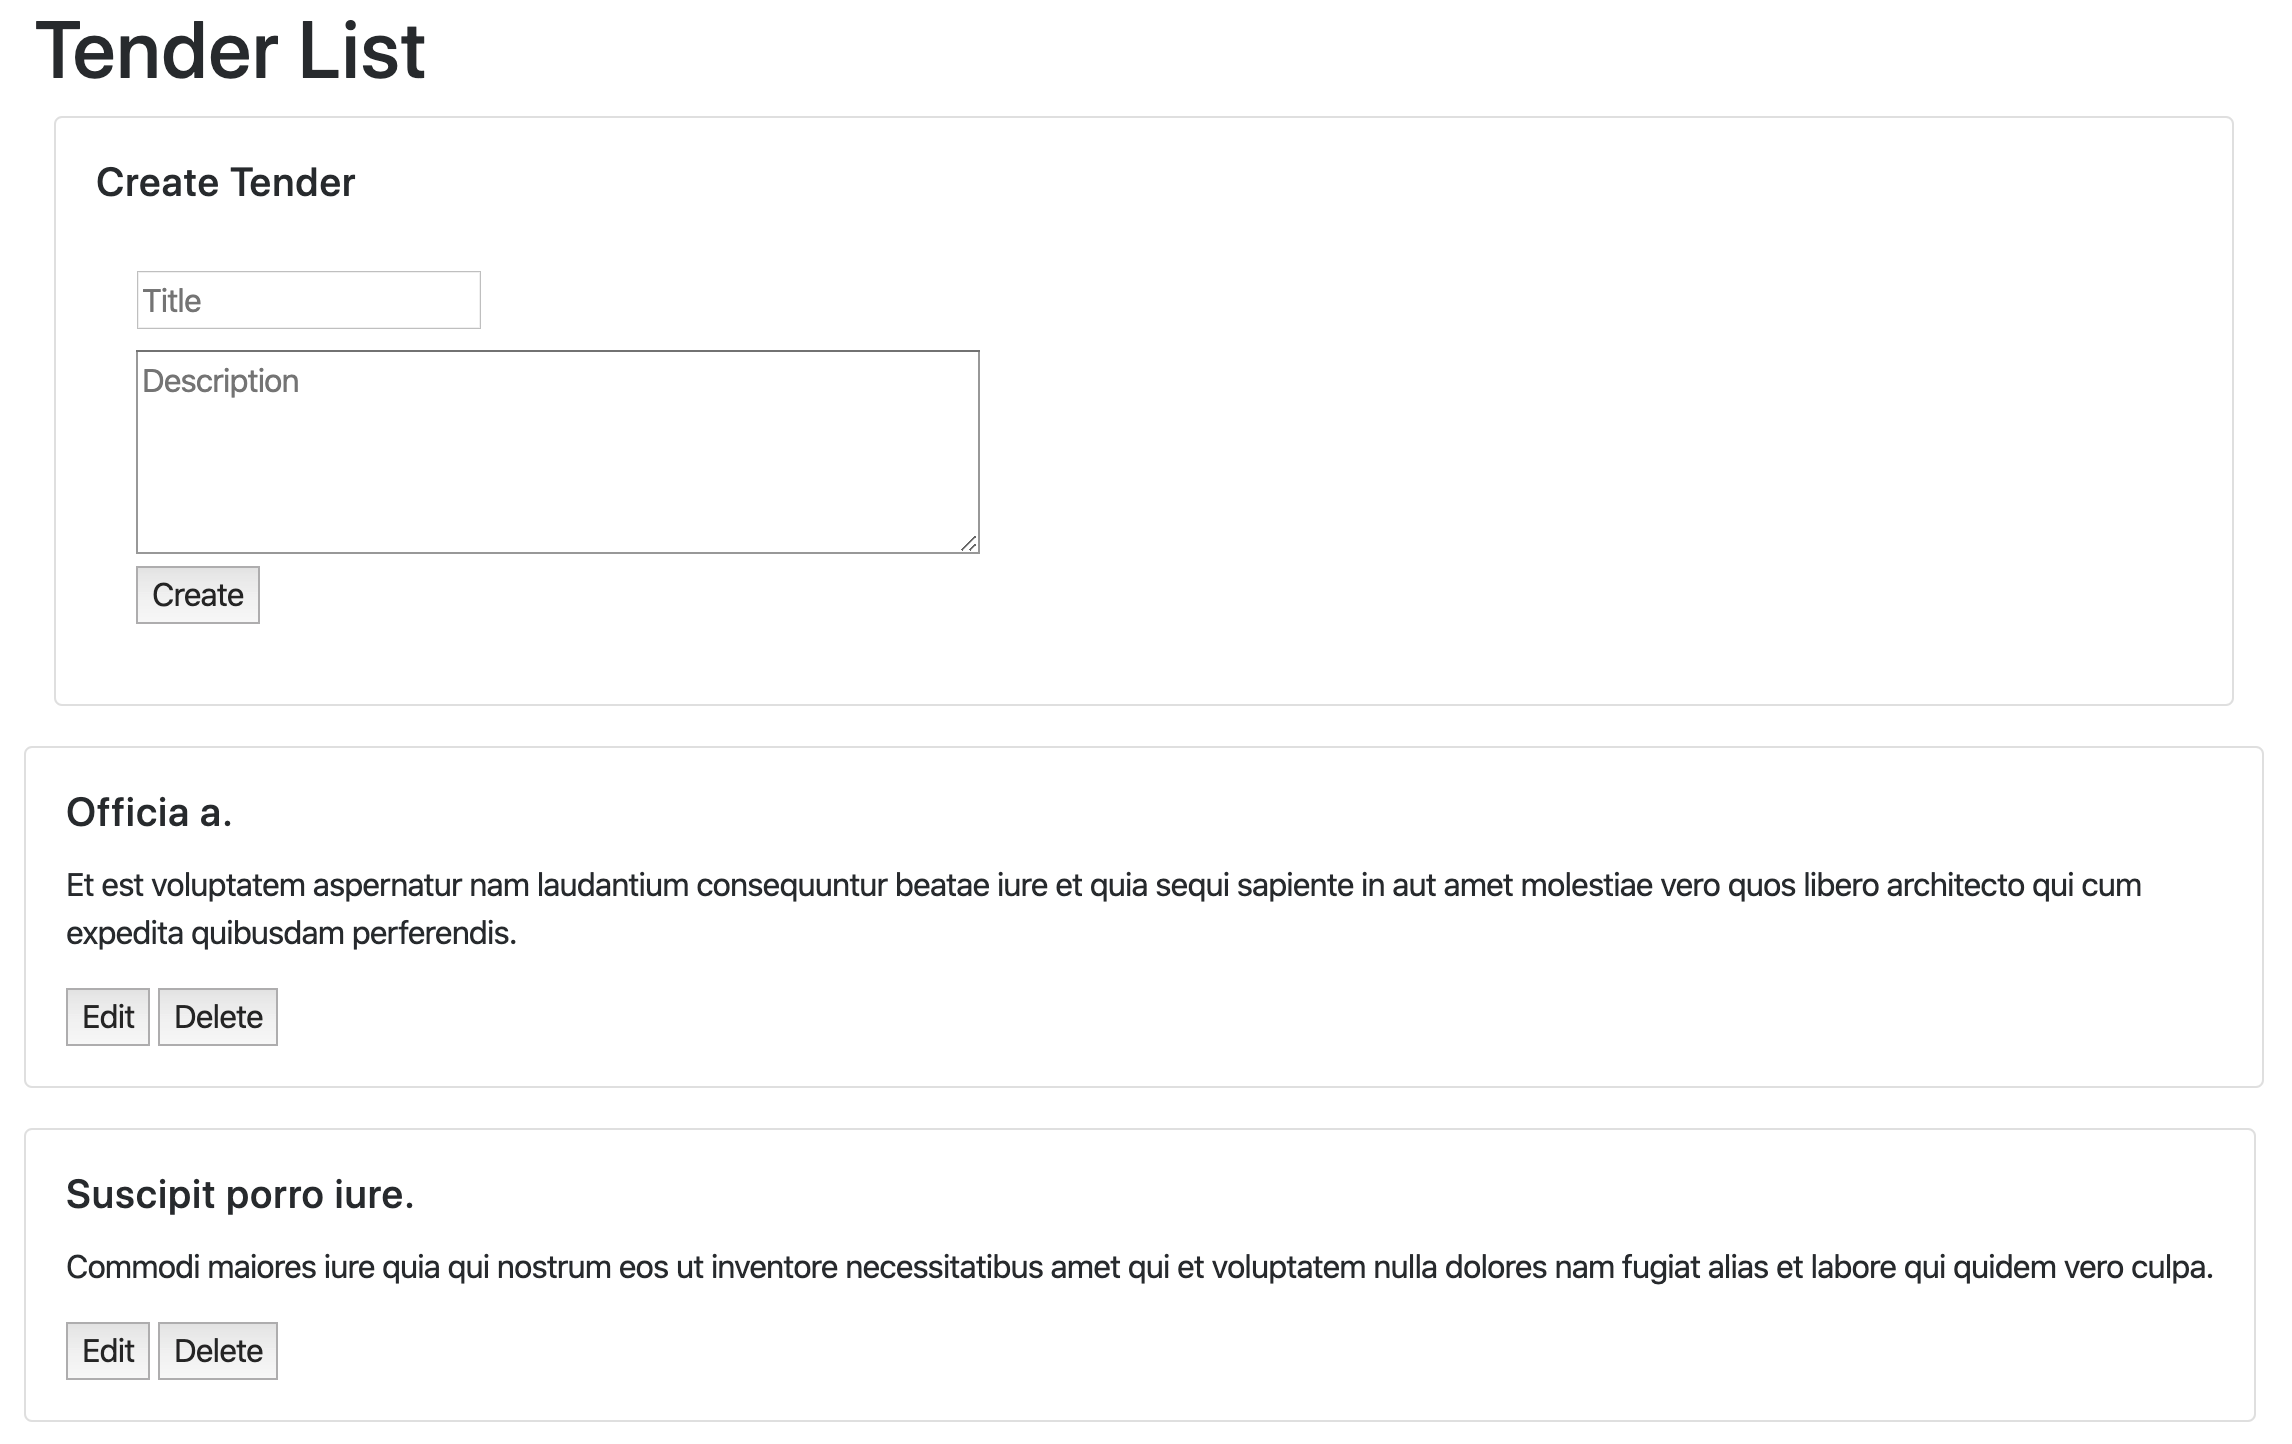 Tender List
Create Tender
Title
Description
Create
Officia a.
Et est voluptatem aspernatur nam laudantium consequuntur beatae iure et quia sequi sapiente in aut amet molestiae vero quos libero architecto qui cum
expedita quibusdam perferendis.
Edit Delete
Suscipit porro iure.
Commodi maiores iure quia qui nostrum eos ut inventore necessitatibus amet qui et voluptatem nulla dolores nam fugiat alias et labore qui quidem vero culpa.
Edit Delete